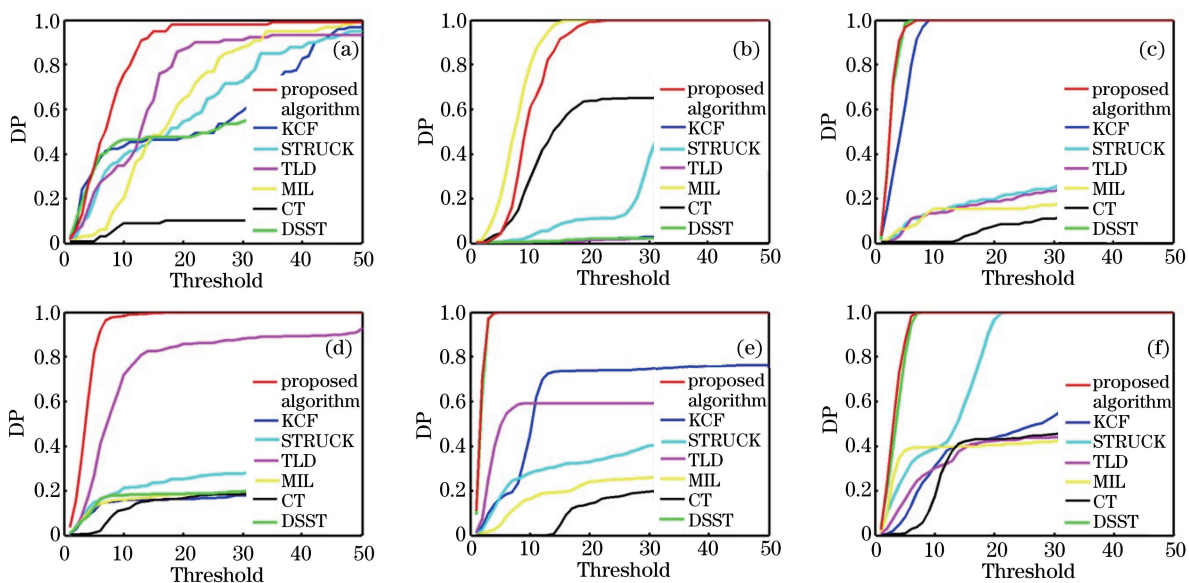 1.0
0.8
0.6
0.4
0.2
0
DP
(a)
proposed
algorithm
KCF
STRUCK
TLD
MIL
CT
DSST
0 10 20 30 40 50
Threshold
1.0
0.8
0.6
0.4
0.2
0
DP
(b)
proposed
algorithm
KCF
STRUCK
TLD
MIL
CT
DSST
0 10 20 30 40 50
Threshold
1.0
0.8
0.6
0.4
0.2
0
DP
(c)
proposed
algorithm
KCF
STRUCK
TLD
MIL
CT
DSST
0 10 20 30 40 50
Threshold
1.0
0.8
0.6
0.4
0.2
0
DP
(d)
proposed
algorithm
KCF
STRUCK
TLD
MIL
CT
DSST
0 10 20 30 40 50
Threshold
1.0
0.8
0.6
0.4
0.2
0
DP
(e)
proposed
algorithm
KCF
STRUCK
TLD
MIL
CT
DSST
0 10 20 30 40 50
Threshold
1.0
0.8
0.6
0.4
0.2
0
DP
(f)
proposed
algorithm
KCF
STRUCK
TLD
MIL
CT
DSST
0 10 20 30 40 50
Threshold